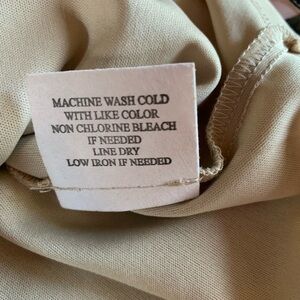 MACHINE WASH COLD
WITH LIKE COLOR
NON CHLORINE BLEACH
IF NEEDED
LINE DRY
LOW IRON IF NEEDED